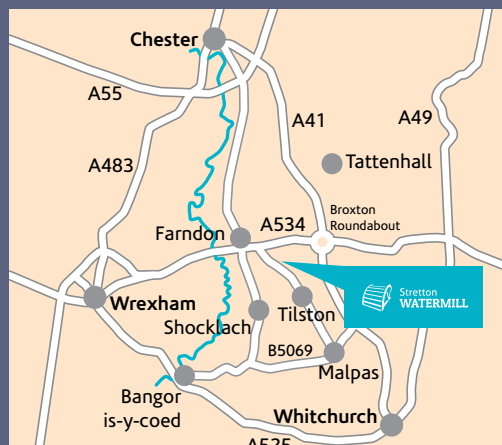 Chester
A55
A41
A49
A483
Tattenhall
Broxton
Roundabout
Farndon
A534
Stretton
WATERMILL
Wrexham
Shocklach
Tilston
B5069
Malpas
Bangor
is-y-coed
Whitchurch
A525